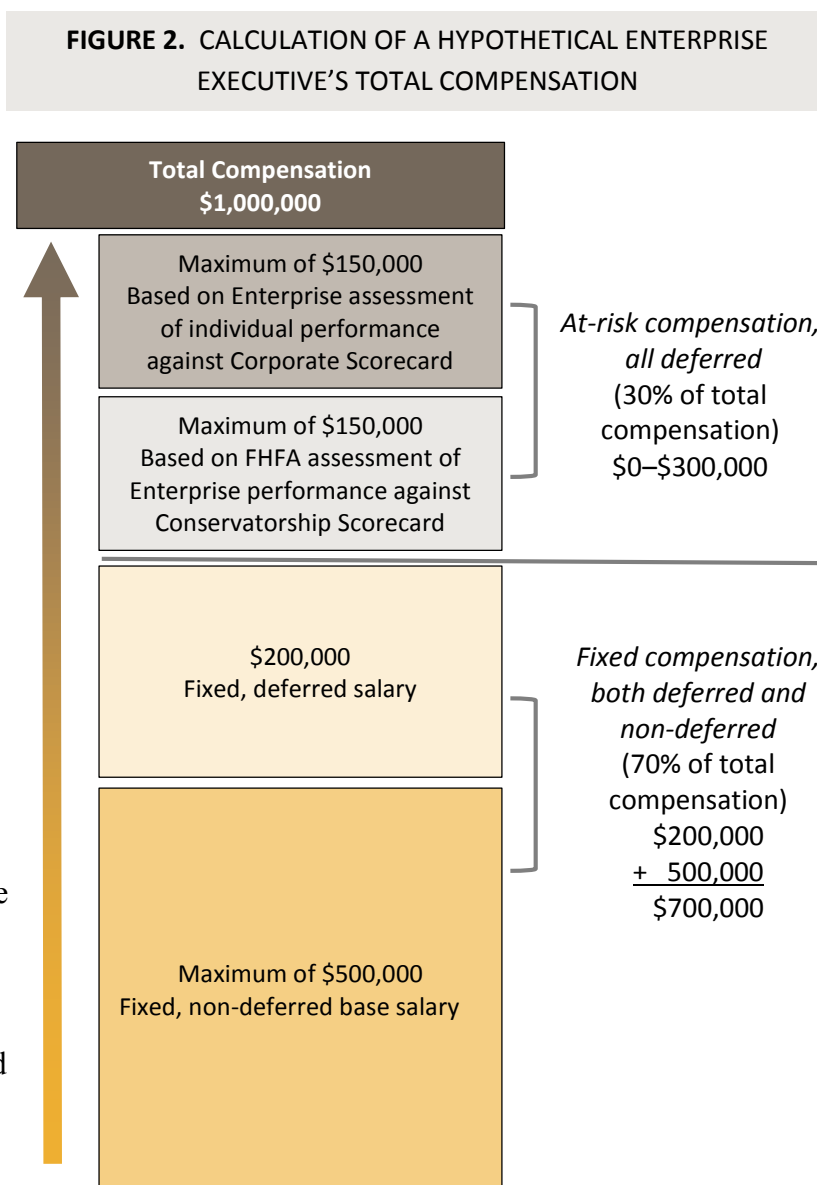 FIGURE 2. CALCULATION OF A HYPOTHETICAL ENTERPRISE
EXECUTIVE'S TOTAL COMPENSATION
Total Compensation
$1,000,000
Maximum of $150,000
Based on Enterprise assessment
of individual performance
against Corporate Scorecard
At-risk compensation,
all deferred
(30% of total
compensation)
$0–$300,000
Maximum of $150,000
Based on FHFA assessment of
Enterprise performance against
Conservatorship Scorecard
$200,000
Fixed, deferred salary
Fixed compensation,
both deferred and
non-deferred
(70% of total
compensation)
$200,000
+ 500,000
$700,000
Maximum of $500,000
Fixed, non-deferred base salary